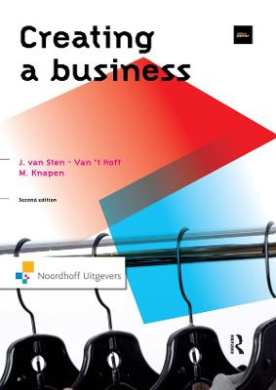 Creating
a business
J. van Sten - Van 't Hoff
M. Knapen
Second edition
Noordhoff Uitgevers